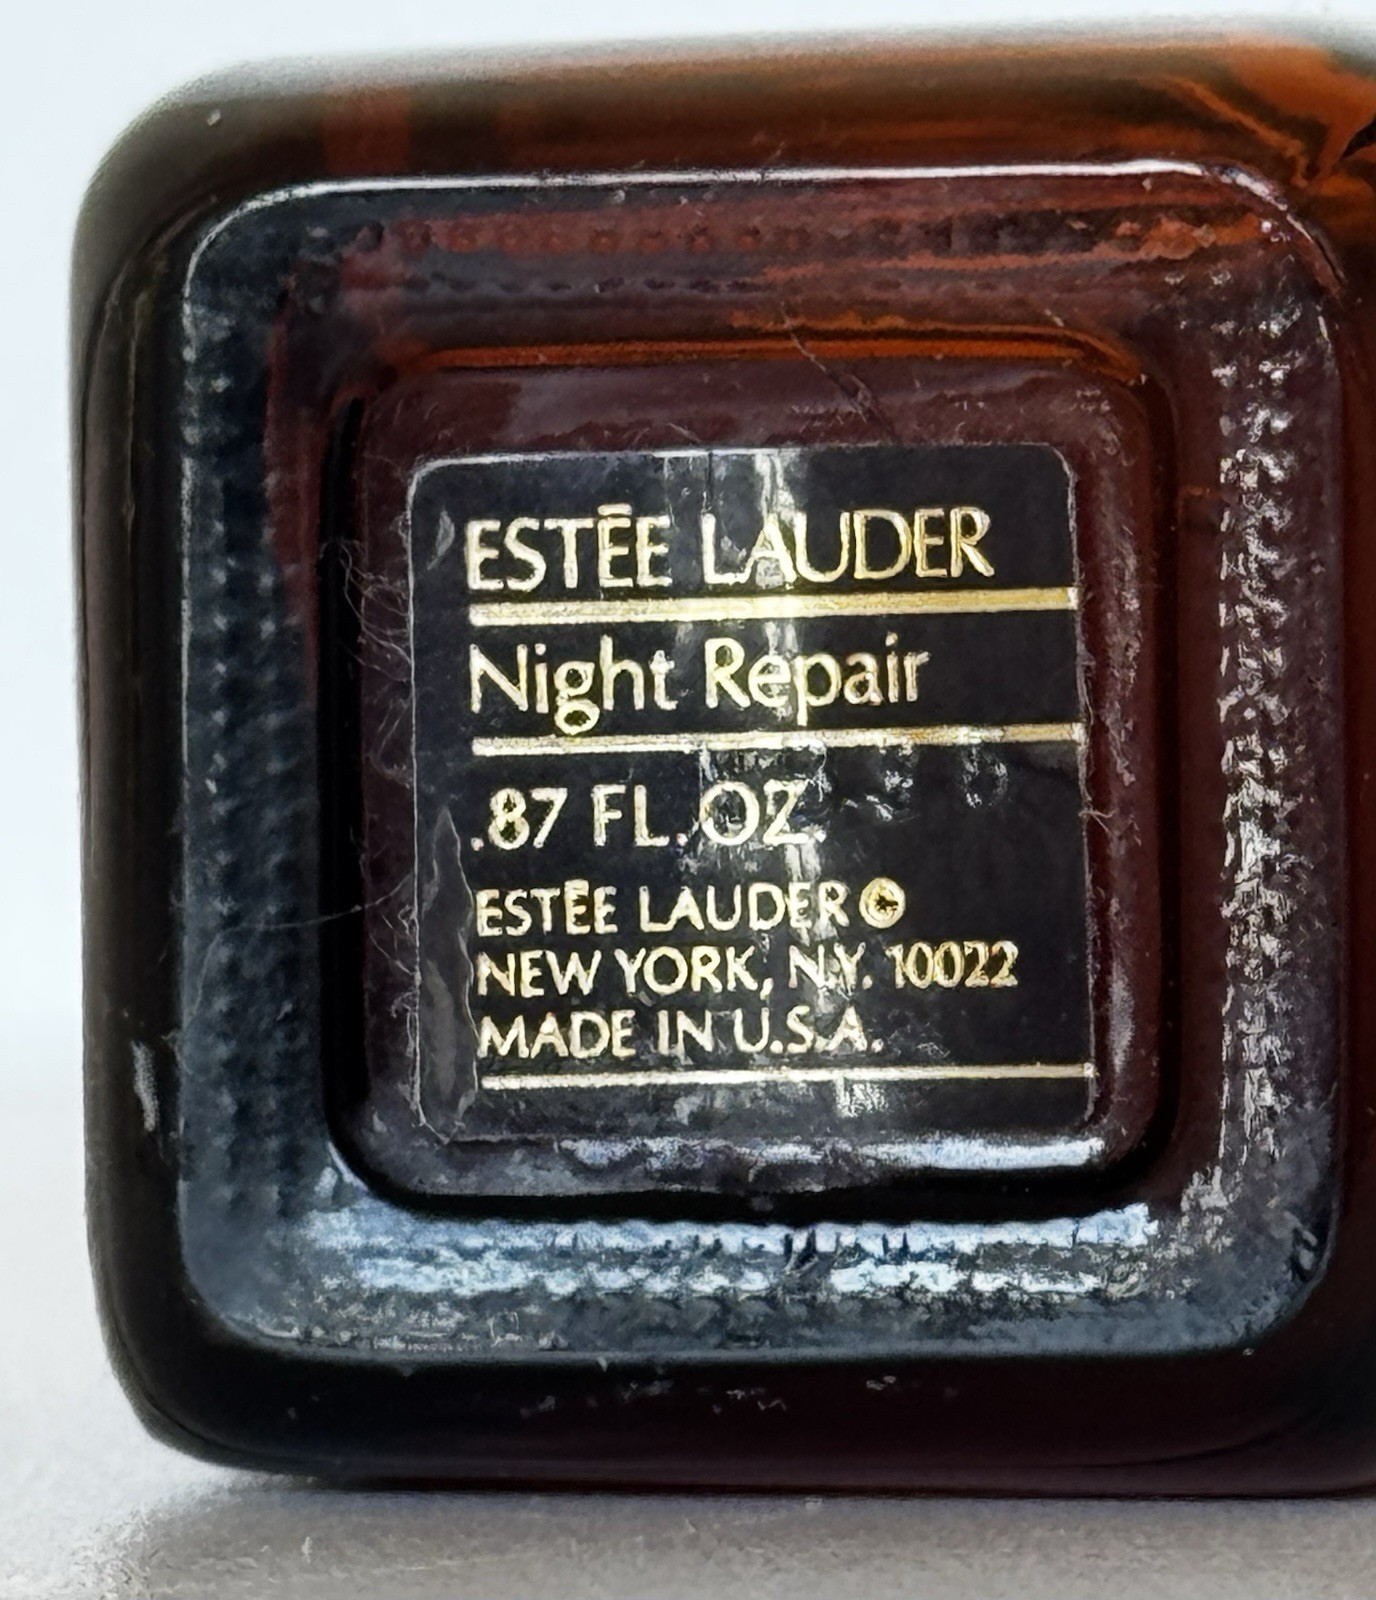 ESTĒE LAUDER
Night Repair
.87 FL. OZ.
ESTĒE LAUDER ©
NEW YORK, N.Y. 10022
MADE IN U.S.A.